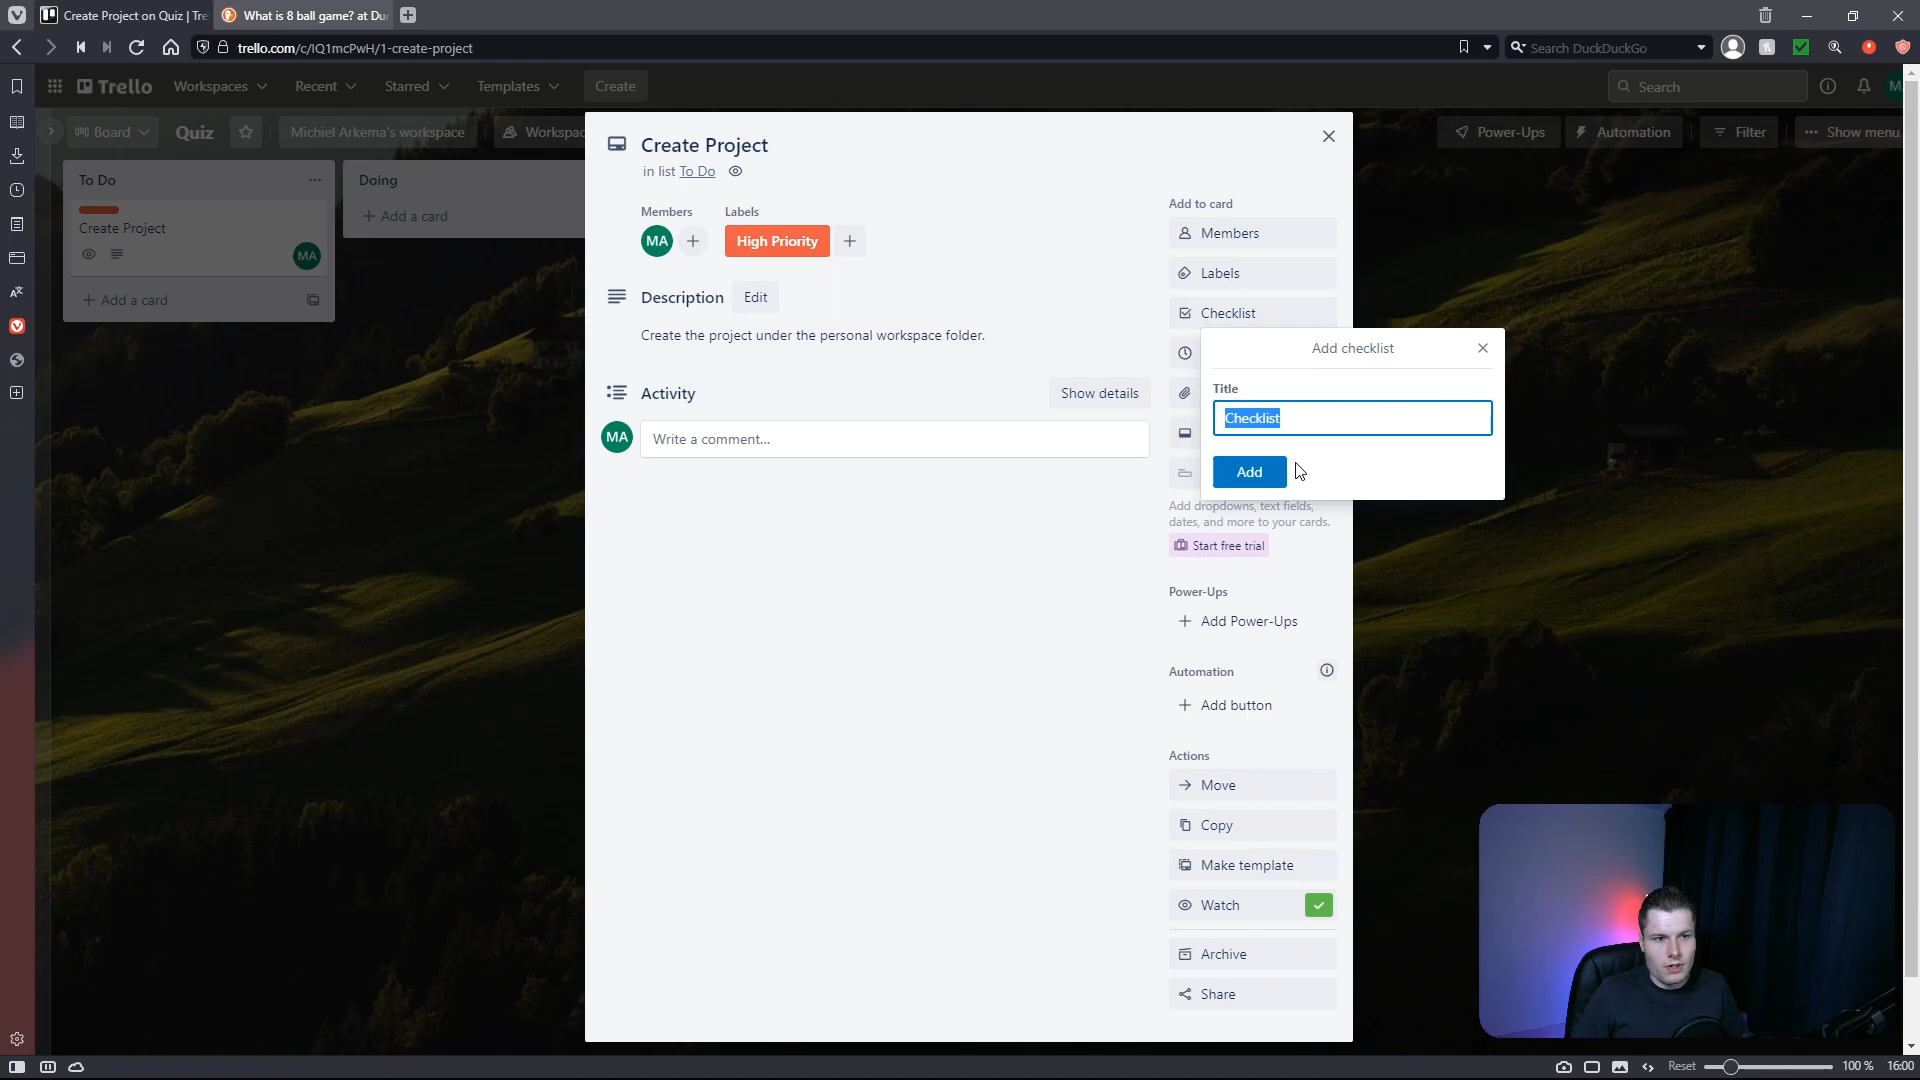 Create Project on Quiz | Tre
What is 8 ball game? at Du
trello.com/c/IQ1mcPwH/1-create-project
Search DuckDuckGo
Trello
Workspaces
Recent
Starred
Templates
Create
Search
Board
Quiz
Michiel Arkema's workspace
Power-Ups
Automation
Filter
Show menu
To Do
Create Project
MA
+ Add a card
Doing
+ Add a card
Create Project
in list To Do
Members
Labels
MA
High Priority
Description
Edit
Create the project under the personal workspace folder.
Activity
Show details
MA
Write a comment...
Add to card
Members
Labels
Checklist
Add checklist
Title
Checklist
Add
Add dropdowns, text fields,
dates, and more to your cards.
Start free trial
Power-Ups
+ Add Power-Ups
Automation
+ Add button
Actions
Move
Copy
Make template
Watch
Archive
Share
Reset
100 %
16:00